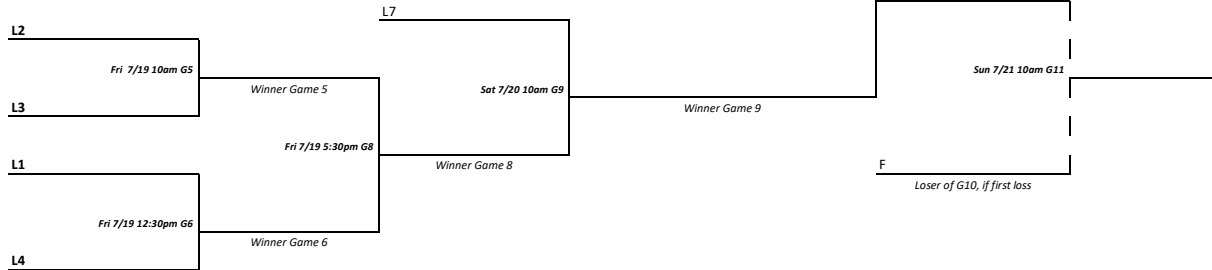 L7
L2
Fri 7/19 10am G5
Sun 7/21 10am G11
Winner Game 5
Sat 7/20 10am G9
L3
Winner Game 9
Fri 7/19 5:30pm G8
L1
Winner Game 8
F
Loser of G10, if first loss
Fri 7/19 12:30pm G6
Winner Game 6
L4